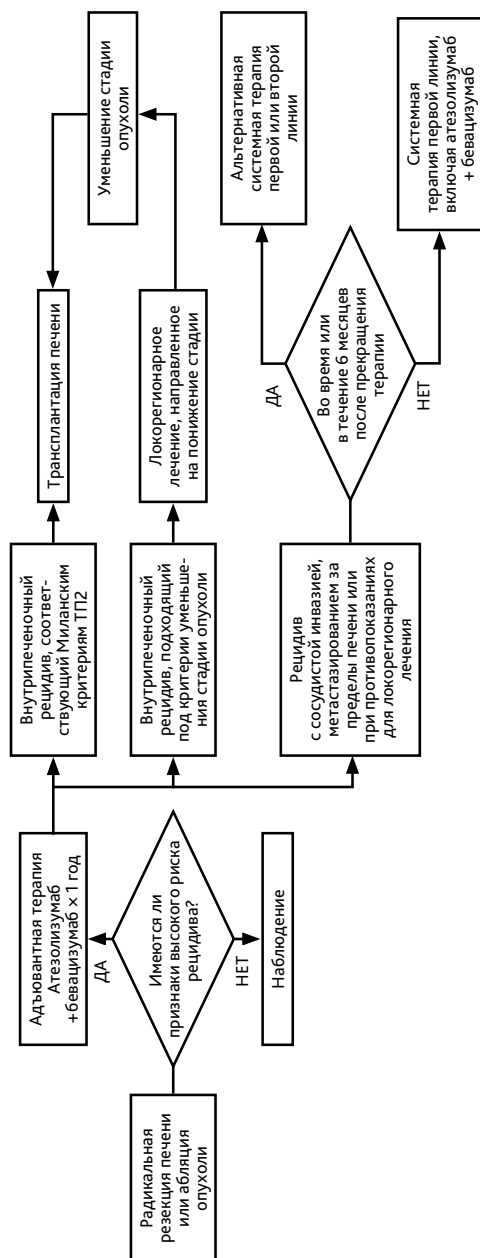 Радикальная
резекция печени
или абляция
опухоли
Имеются ли
признаки высокого риска
рецидива?
ДА
НЕТ
Адъювантная терапия
Атезолизумаб
+бевацизумаб × 1 год
Наблюдение
Внутрипеченочный
рецидив, соответ-
ствующий Миланским
критериям ТП2
Внутрипеченочный
рецидив, подходящий
под критерии уменьше-
ния стадии опухоли
Рецидив
с сосудистой инвазией,
метастазированием за
пределы печени или
при противопоказаниях
для локорегионарного
лечения
Трансплантация печени
Локорегионарное
лечение, направленное
на понижение стадии
Уменьшение стадии
опухоли
Во время или
в течение 6 месяцев
после прекращения
терапии
ДА
НЕТ
Альтернативная
системная терапия
первой или второй
линии
Системная
терапия первой линии,
включая атезолизумаб
+ бевацизумаб